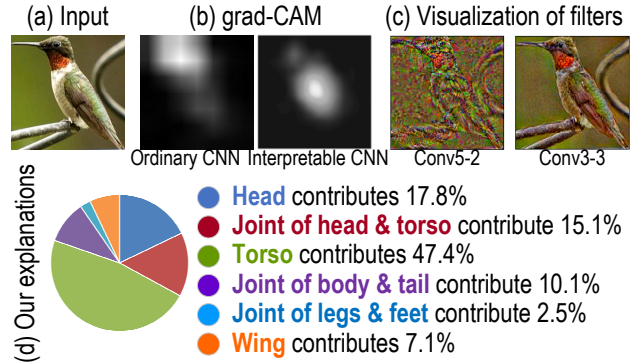 (a) Input
(b) grad-CAM
(c) Visualization of filters
Ordinary CNN
Interpretable CNN
Conv5-2
Conv3-3
(d) Our explanations
Head contributes 17.8%
Joint of head & torso contribute 15.1%
Torso contributes 47.4%
Joint of body & tail contribute 10.1%
Joint of legs & feet contribute 2.5%
Wing contributes 7.1%